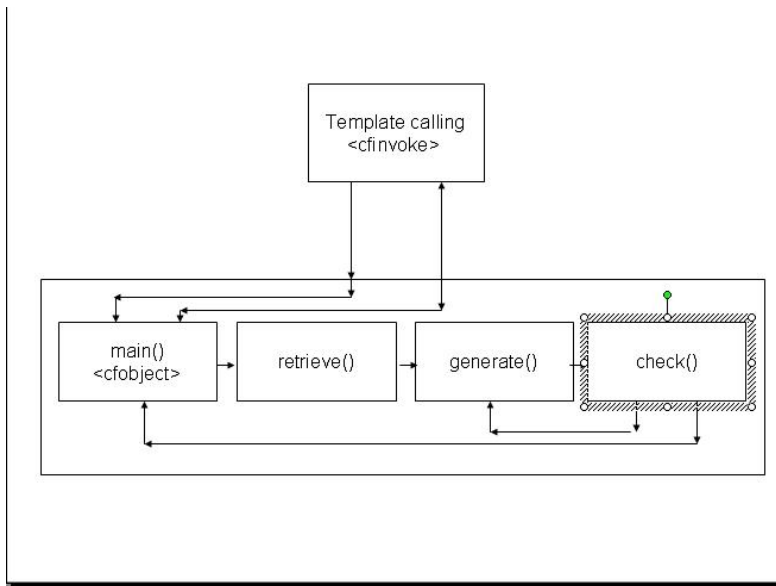 Template calling
<cfinvoke>
main()
<cfobject>
retrieve()
generate()
check()